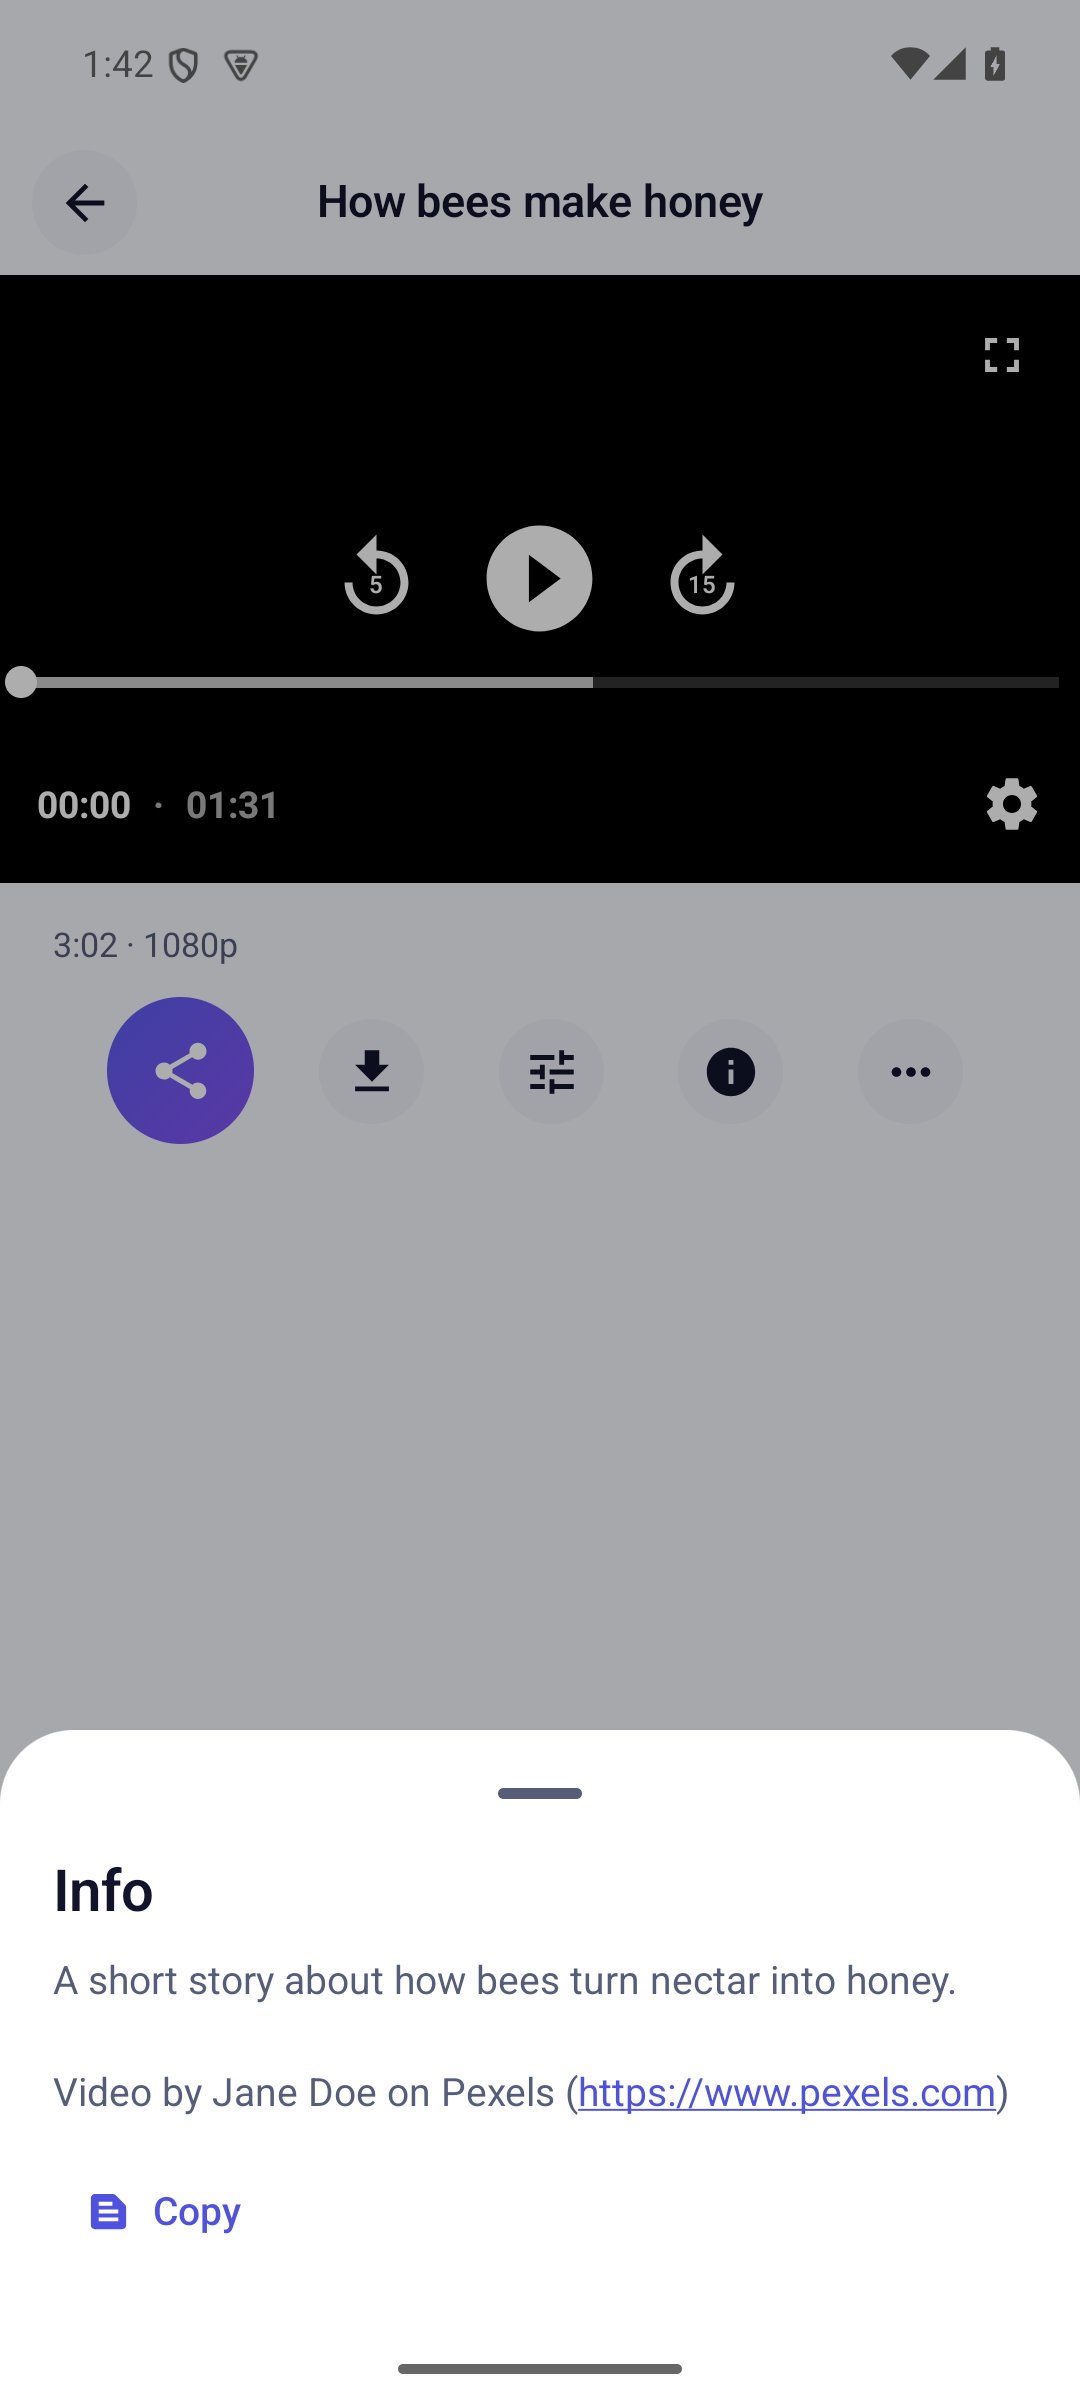 1:42
How bees make honey
5
15
00:00 · 01:31
3:02 · 1080p
Info
A short story about how bees turn nectar into honey.
Video by Jane Doe on Pexels (https://www.pexels.com)
Copy